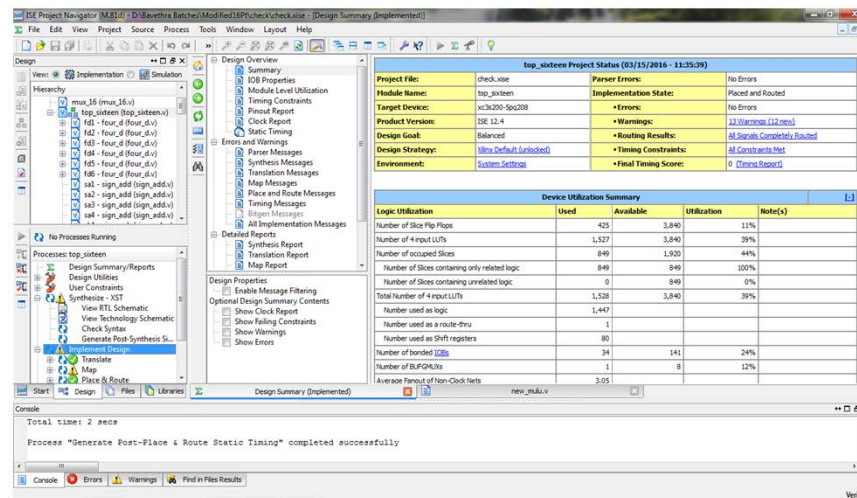 ISE Project Navigator (M.81d) - D:\Bavethra Batches\Modified16Pt\check\check.xise - [Design Summary (Implemented)]
File Edit View Project Source Process Tools Window Layout Help
Design
View: Implementation Simulation
Hierarchy
mux_16 (mux_16.v)
top_sixteen (top_sixteen.v)
fd1 - four_d (four_d.v)
fd2 - four_d (four_d.v)
fd3 - four_d (four_d.v)
fd4 - four_d (four_d.v)
fd5 - four_d (four_d.v)
fd6 - four_d (four_d.v)
sa1 - sign_add (sign_add.v)
sa2 - sign_add (sign_add.v)
sa3 - sign_add (sign_add.v)
sa4 - sign_add (sign_add.v)
No Processes Running
Processes: top_sixteen
Design Summary/Reports
Design Utilities
User Constraints
Synthesize - XST
View RTL Schematic
View Technology Schematic
Check Syntax
Generate Post-Synthesis Si...
Implement Design
Translate
Map
Place & Route
Start Design Files Libraries
Design Overview
Summary
IOB Properties
Module Level Utilization
Timing Constraints
Pinout Report
Clock Report
Static Timing
Errors and Warnings
Parser Messages
Synthesis Messages
Translation Messages
Map Messages
Place and Route Messages
Timing Messages
Bitgen Messages
All Implementation Messages
Detailed Reports
Synthesis Report
Translation Report
Map Report
Design Properties
Enable Message Filtering
Optional Design Summary Contents
Show Clock Report
Show Failing Constraints
Show Warnings
Show Errors
top_sixteen Project Status (03/15/2016 - 11:35:39)
Project File: check.xise Parser Errors: No Errors
Module Name: top_sixteen Implementation State: Placed and Routed
Target Device: xc3s200-5pq208 •Errors: No Errors
Product Version: ISE 12.4 •Warnings: 13 Warnings (12 new)
Design Goal: Balanced •Routing Results: All Signals Completely Routed
Design Strategy: Xilinx Default (unlocked) •Timing Constraints: All Constraints Met
Environment: System Settings •Final Timing Score: 0 (Timing Report)
Device Utilization Summary [-]
Logic Utilization Used Available Utilization Note(s)
Number of Slice Flip Flops 425 3,840 11%
Number of 4 input LUTs 1,527 3,840 39%
Number of occupied Slices 849 1,920 44%
Number of Slices containing only related logic 849 849 100%
Number of Slices containing unrelated logic 0 849 0%
Total Number of 4 input LUTs 1,528 3,840 39%
Number used as logic 1,447
Number used as a route-thru 1
Number used as Shift registers 80
Number of bonded IOBs 34 141 24%
Number of BUFGMUXs 1 8 12%
Average Fanout of Non-Clock Nets 3.05
Design Summary (Implemented) new_mulu.v
Console
Total time: 2 secs
Process "Generate Post-Place & Route Static Timing" completed successfully
Console Errors Warnings Find in Files Results
Ver